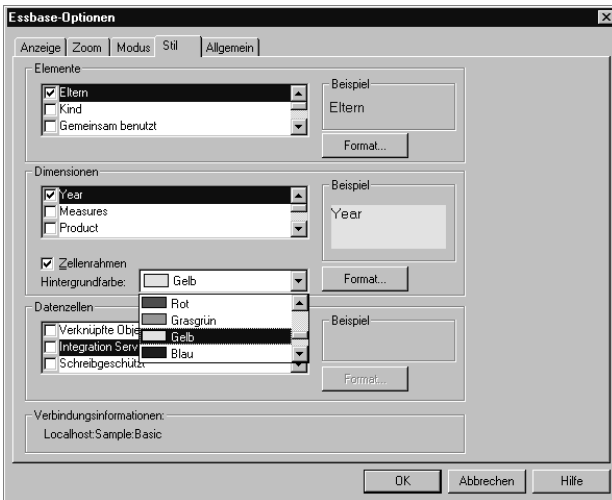 Essbase-Optionen
Anzeige Zoom Modus Stil Allgemein
Elemente
Eltern
Kind
Gemeinsam benutzt
Beispiel
Eltern
Format...
Dimensionen
Year
Measures
Product
Beispiel
Year
Zellenrahmen
Hintergrundfarbe: Gelb
Format...
Rot
Grasgrün
Gelb
Blau
Datenzellen
Verknüpfte Obje
Integration Serv
Schreibgeschützt
Beispiel
Format...
Verbindungsinformationen:
Localhost:Sample:Basic
OK Abbrechen Hilfe